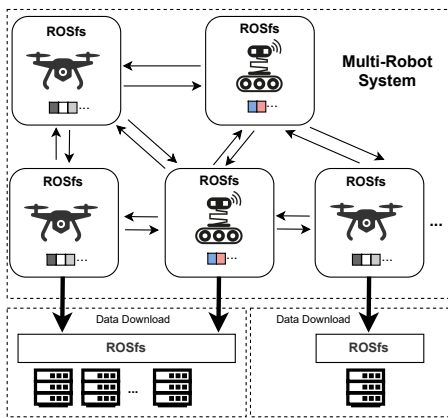 ROSfs
ROSfs
Multi-Robot
System
...
...
ROSfs
ROSfs
ROSfs
...
...
...
...
Data Download
Data Download
ROSfs
ROSfs
...